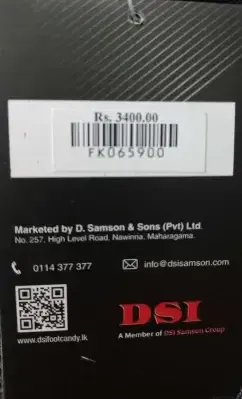 Rs. 3400.00
FK065900
Marketed by D. Samson & Sons (Pvt) Ltd.
No. 257, High Level Road, Nawinna, Maharagama.
0114 377 377
info@dsisamson.com
www.dsifootcandy.lk
DSI
A Member of DSI Samson Group